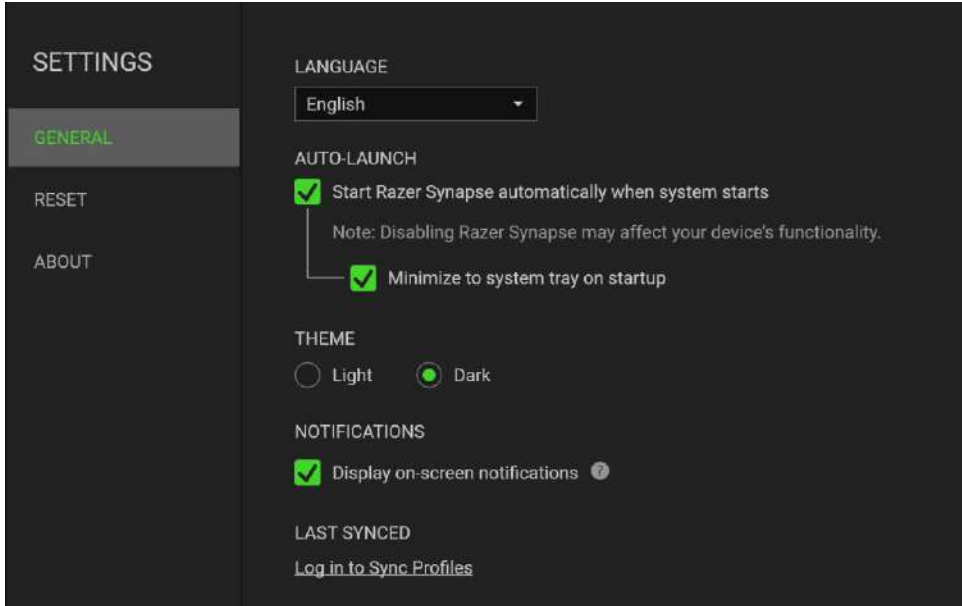 SETTINGS
GENERAL
RESET
ABOUT
LANGUAGE
English
AUTO-LAUNCH
Start Razer Synapse automatically when system starts
Note: Disabling Razer Synapse may affect your device's functionality.
Minimize to system tray on startup
THEME
Light
Dark
NOTIFICATIONS
Display on-screen notifications ?
LAST SYNCED
Log in to Sync Profiles